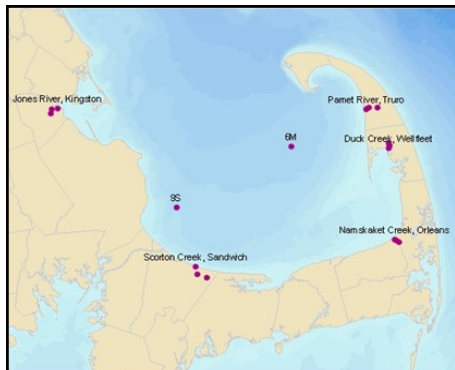 Jones River, Kingston
Pamet River, Truro
6M
Duck Creek, Wellfleet
9S
Namskaket Creek, Orleans
Scorton Creek, Sandwich